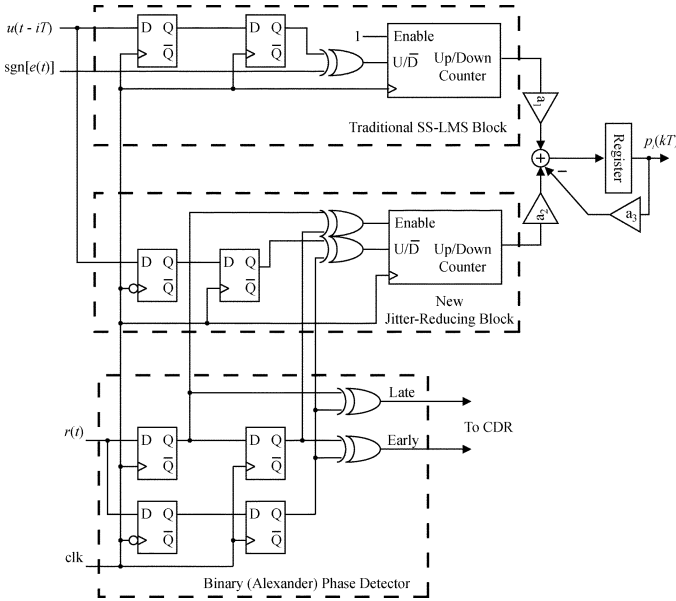 u(t - iT)
sgn[e(t)]
D Q
Q̅
D Q
Q̅
1
Enable
U/D̅
Up/Down
Counter
Traditional SS-LMS Block
a₁
+
−
Register
pᵢ(kT)
a₂
a₃
D Q
Q̅
D Q
Q̅
Enable
U/D̅
Up/Down
Counter
New
Jitter-Reducing Block
Late
To CDR
Early
r(t)
D Q
Q̅
D Q
Q̅
D Q
Q̅
D Q
Q̅
clk
Binary (Alexander) Phase Detector